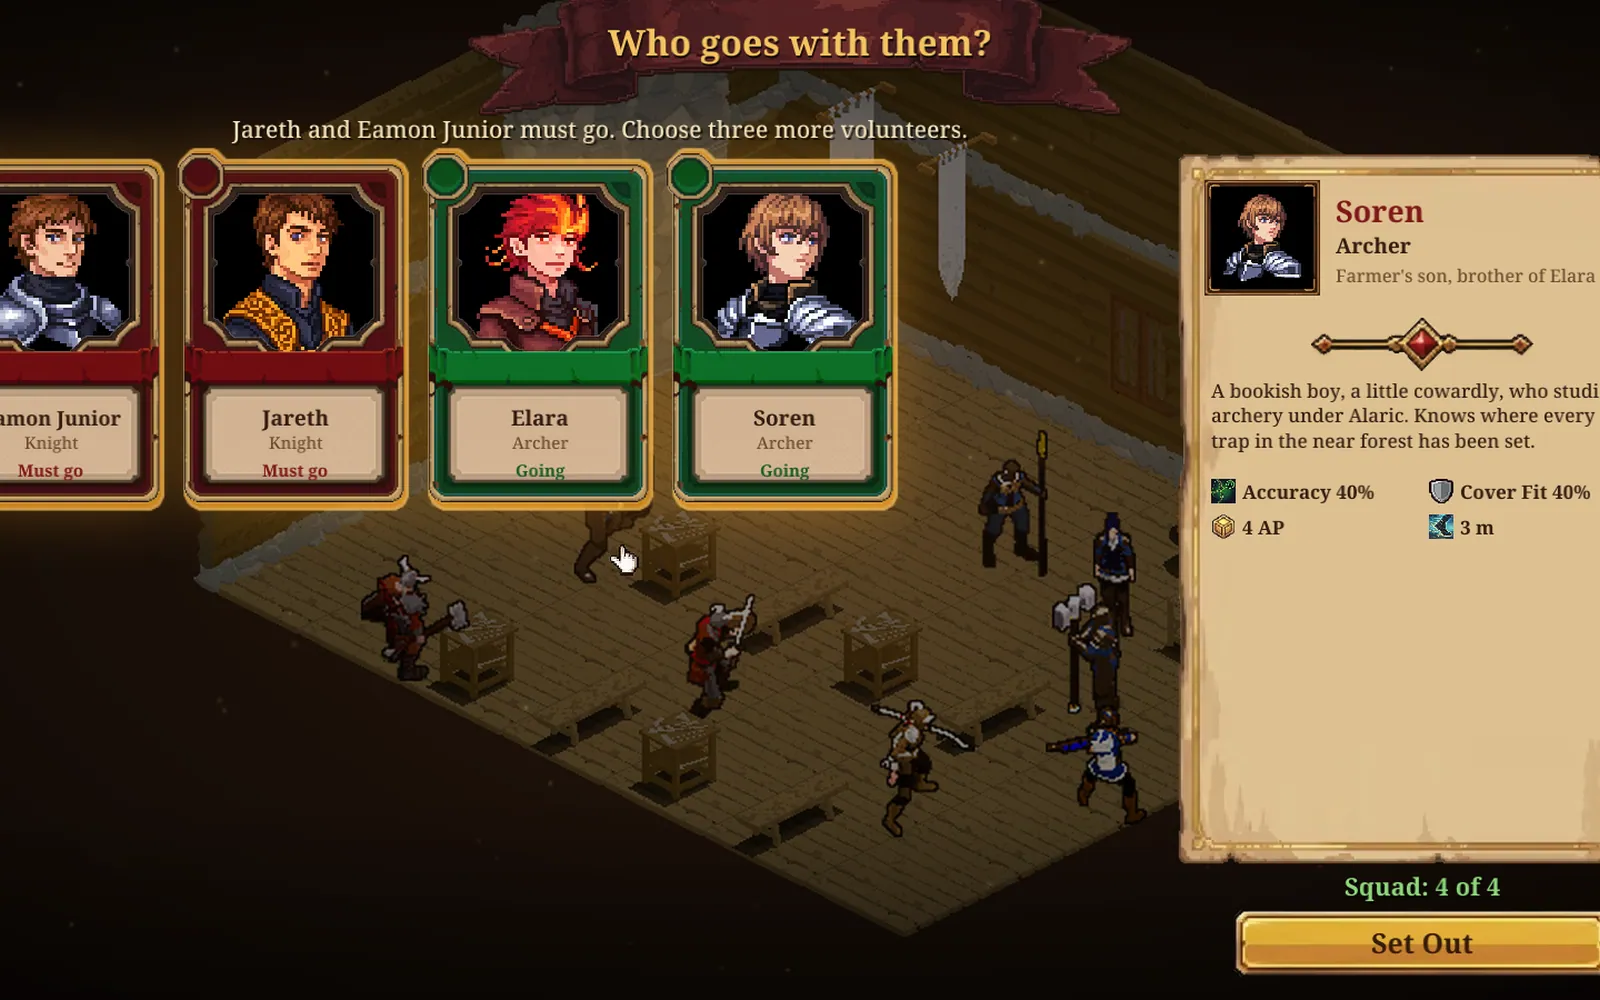 Who goes with them?
Jareth and Eamon Junior must go. Choose three more volunteers.
amon Junior
Knight
Must go
Jareth
Knight
Must go
Elara
Archer
Going
Soren
Archer
Going
Soren
Archer
Farmer's son, brother of Elara
A bookish boy, a little cowardly, who studi
archery under Alaric. Knows where every
trap in the near forest has been set.
Accuracy 40%
Cover Fit 40%
4 AP
3 m
Squad: 4 of 4
Set Out